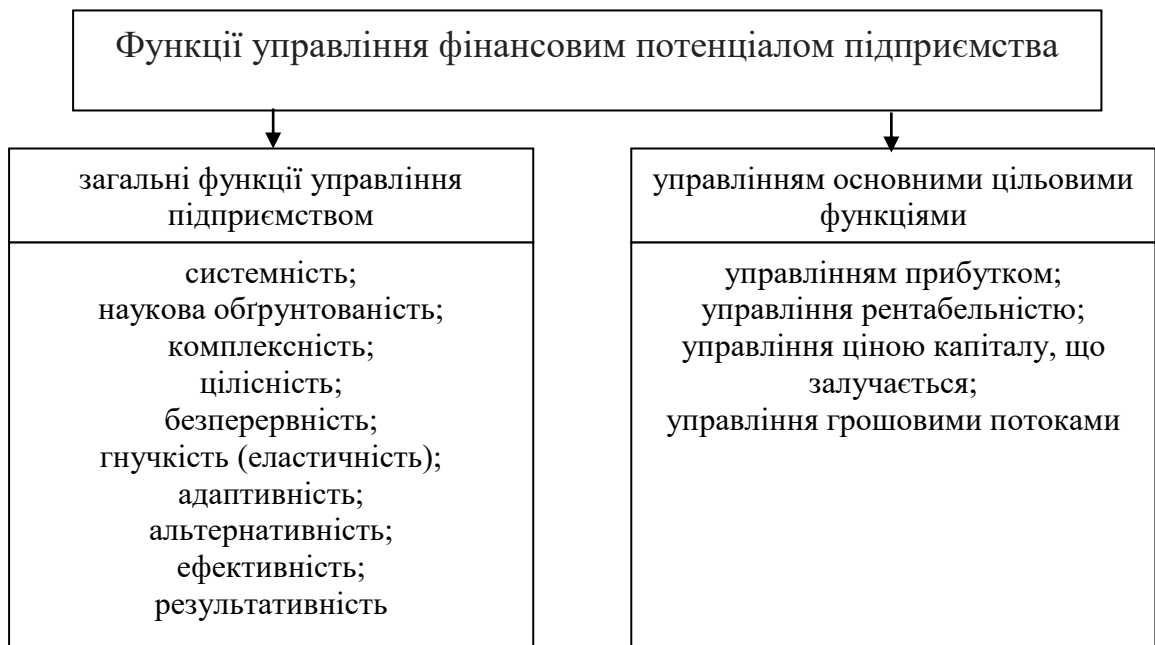 Функції управління фінансовим потенціалом підприємства
загальні функції управління
підприємством
системність;
наукова обґрунтованість;
комплексність;
цілісність;
безперервність;
гнучкість (еластичність);
адаптивність;
альтернативність;
ефективність;
результативність
управлінням основними цільовими
функціями
управлінням прибутком;
управління рентабельністю;
управління ціною капіталу, що
залучається;
управління грошовими потоками